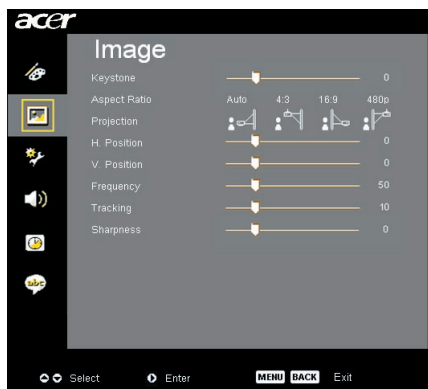 acer
Image
Keystone 0
Aspect Ratio Auto 4:3 16:9 480p
Projection
H. Position 0
V. Position 0
Frequency 50
Tracking 10
Sharpness 0
abc
Select Enter MENU BACK Exit